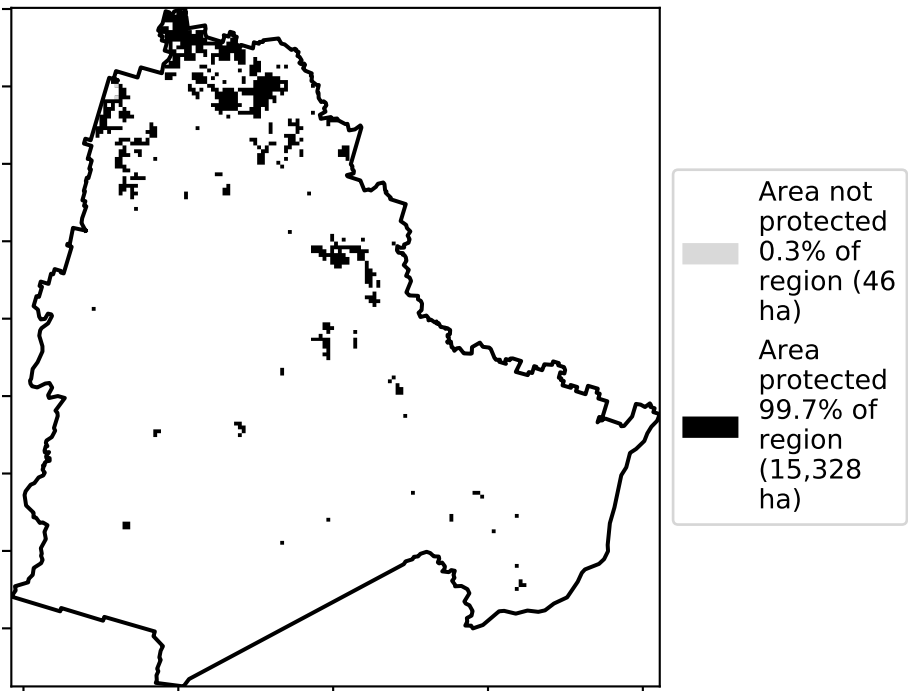 Area not
protected
0.3% of
region (46
ha)
Area
protected
99.7% of
region
(15,328
ha)